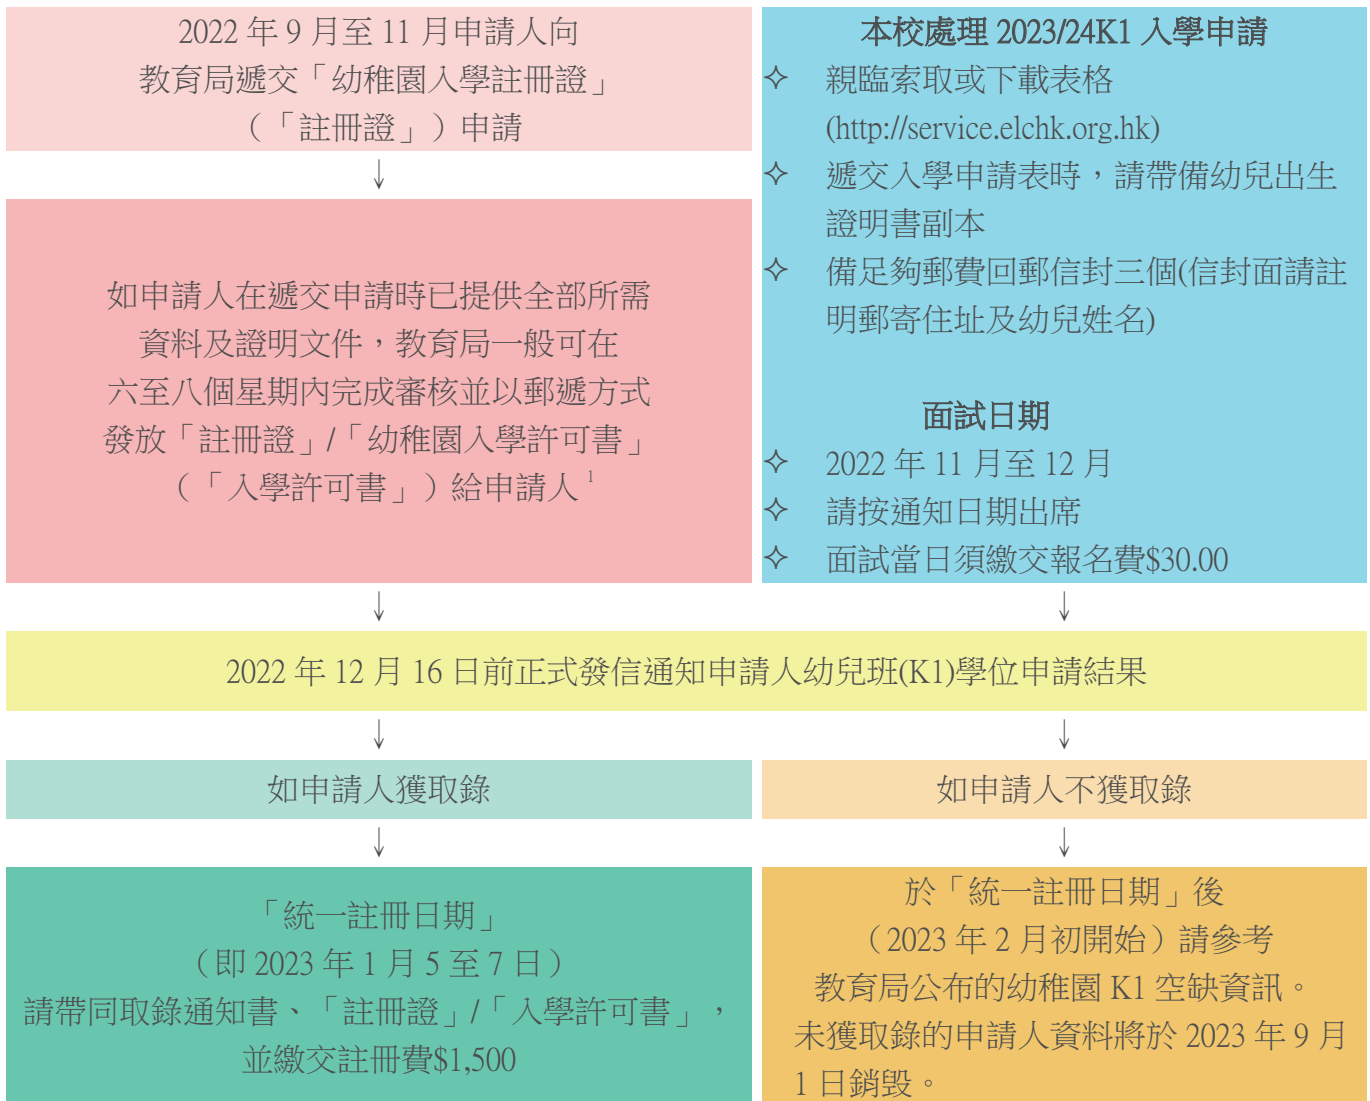 2022 年 9 月至 11 月申請人向
教育局遞交「幼稚園入學註冊證」
（「註冊證」）申請
↓
如申請人在遞交申請時已提供全部所需
資料及證明文件，教育局一般可在
六至八個星期內完成審核並以郵遞方式
發放「註冊證」/「幼稚園入學許可書」
（「入學許可書」）給申請人 1
↓
本校處理 2023/24K1 入學申請
✧ 親臨索取或下載表格
(http://service.elchk.org.hk)
✧ 遞交入學申請表時，請帶備幼兒出生
證明書副本
✧ 備足夠郵費回郵信封三個(信封面請註
明郵寄住址及幼兒姓名)
面試日期
✧ 2022 年 11 月至 12 月
✧ 請按通知日期出席
✧ 面試當日須繳交報名費$30.00
↓
2022 年 12 月 16 日前正式發信通知申請人幼兒班(K1)學位申請結果
↓
如申請人獲取錄
↓
「統一註冊日期」
（即 2023 年 1 月 5 至 7 日）
請帶同取錄通知書、「註冊證」/「入學許可書」，
並繳交註冊費$1,500
↓
如申請人不獲取錄
↓
於「統一註冊日期」後
（2023 年 2 月初開始）請參考
教育局公布的幼稚園 K1 空缺資訊。
未獲取錄的申請人資料將於 2023 年 9 月
1 日銷毀。